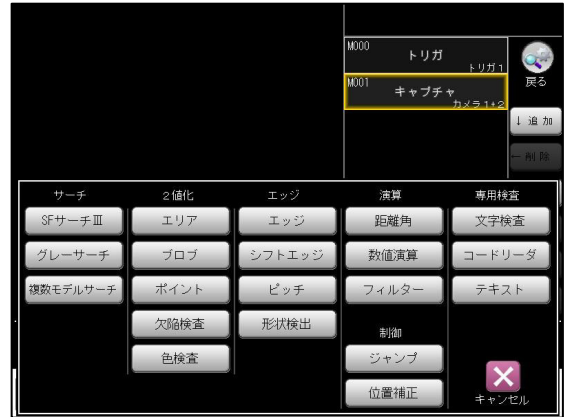 M000
トリガ
トリガ1
M001
キャプチャ
カメラ1+2
戻る
↓ 追加
← 削除
サーチ
2値化
エッジ
演算
専用検査
SFサーチⅢ
エリア
エッジ
距離角
文字検査
グレーサーチ
ブロブ
シフトエッジ
数値演算
コードリーダ
複数モデルサーチ
ポイント
ピッチ
フィルター
テキスト
欠陥検査
形状検出
制御
色検査
ジャンプ
位置補正
キャンセル